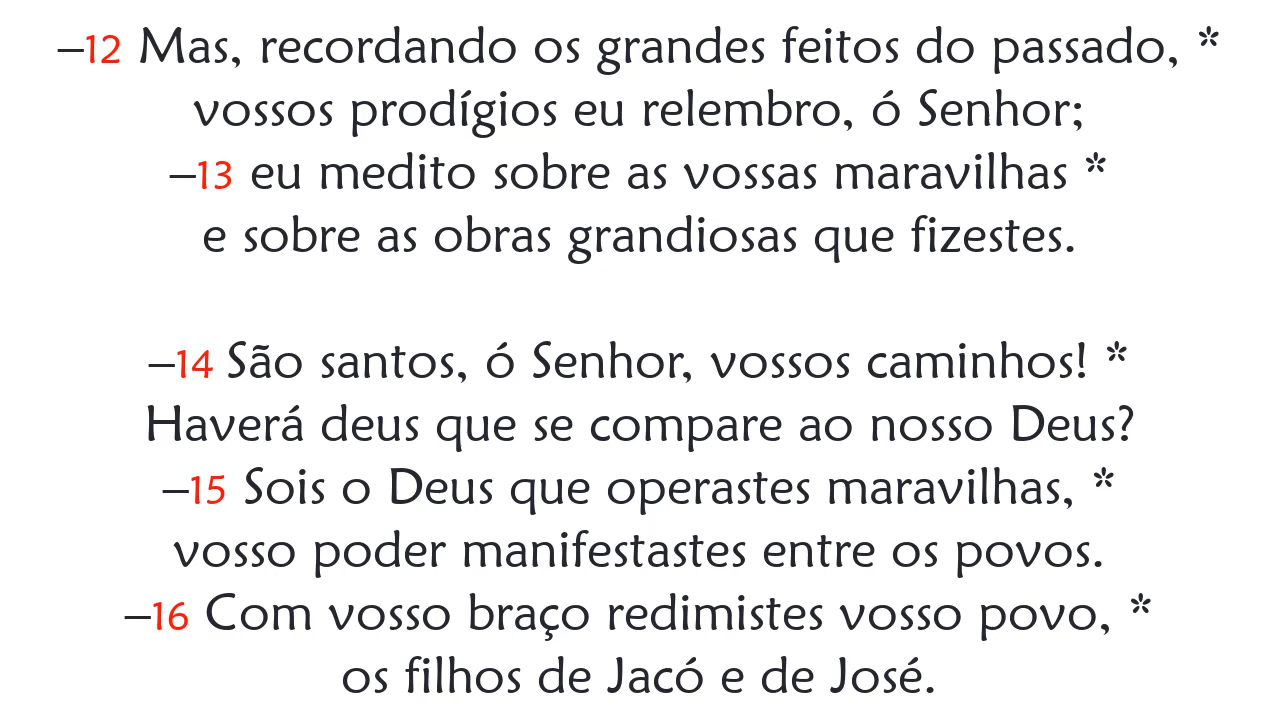 –12 Mas, recordando os grandes feitos do passado, *
vossos prodígios eu relembro, ó Senhor;
–13 eu medito sobre as vossas maravilhas *
e sobre as obras grandiosas que fizestes.
–14 São santos, ó Senhor, vossos caminhos! *
Haverá deus que se compare ao nosso Deus?
–15 Sois o Deus que operastes maravilhas, *
vosso poder manifestastes entre os povos.
–16 Com vosso braço redimistes vosso povo, *
os filhos de Jacó e de José.